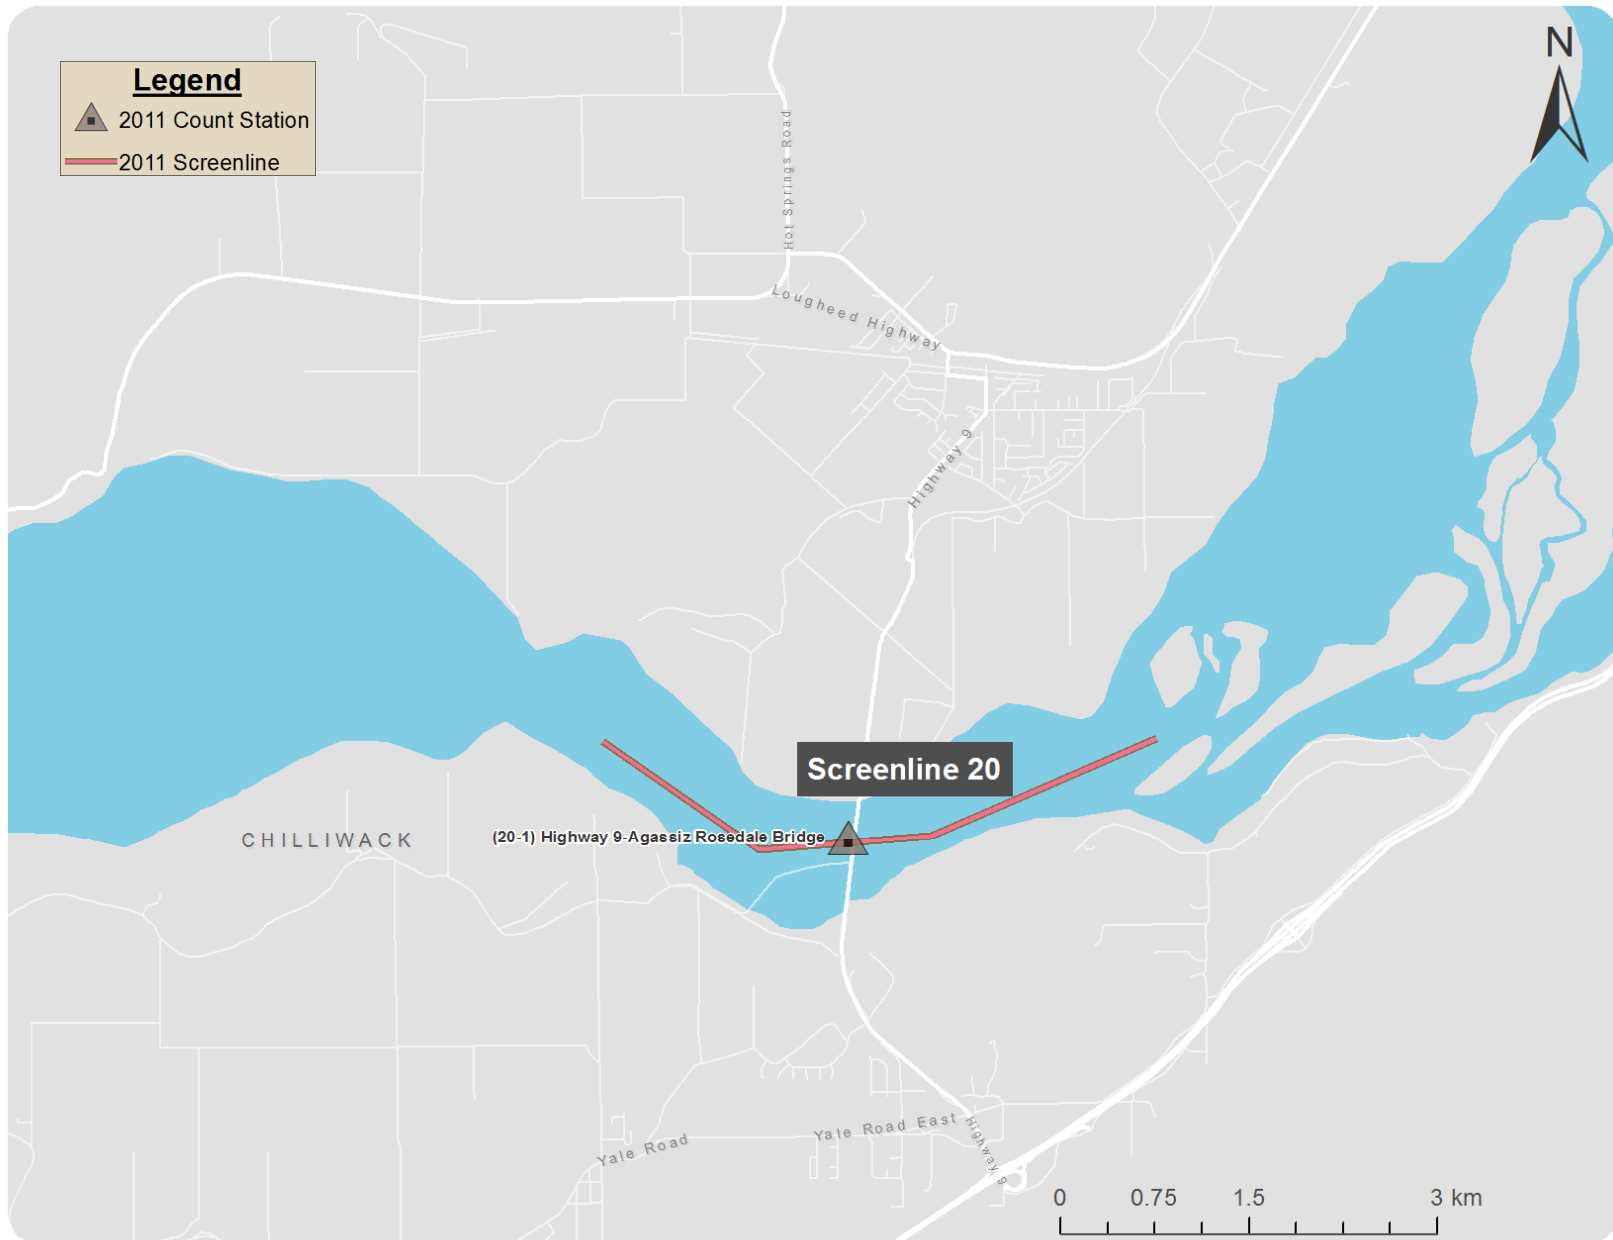 N
Legend
2011 Count Station
2011 Screenline
Hot Springs Road
Lougheed Highway
Highway 9
Screenline 20
(20-1) Highway 9-Agassiz Rosedale Bridge
CHILLIWACK
Yale Road East
Highway 9
Yale Road
0 0.75 1.5 3 km